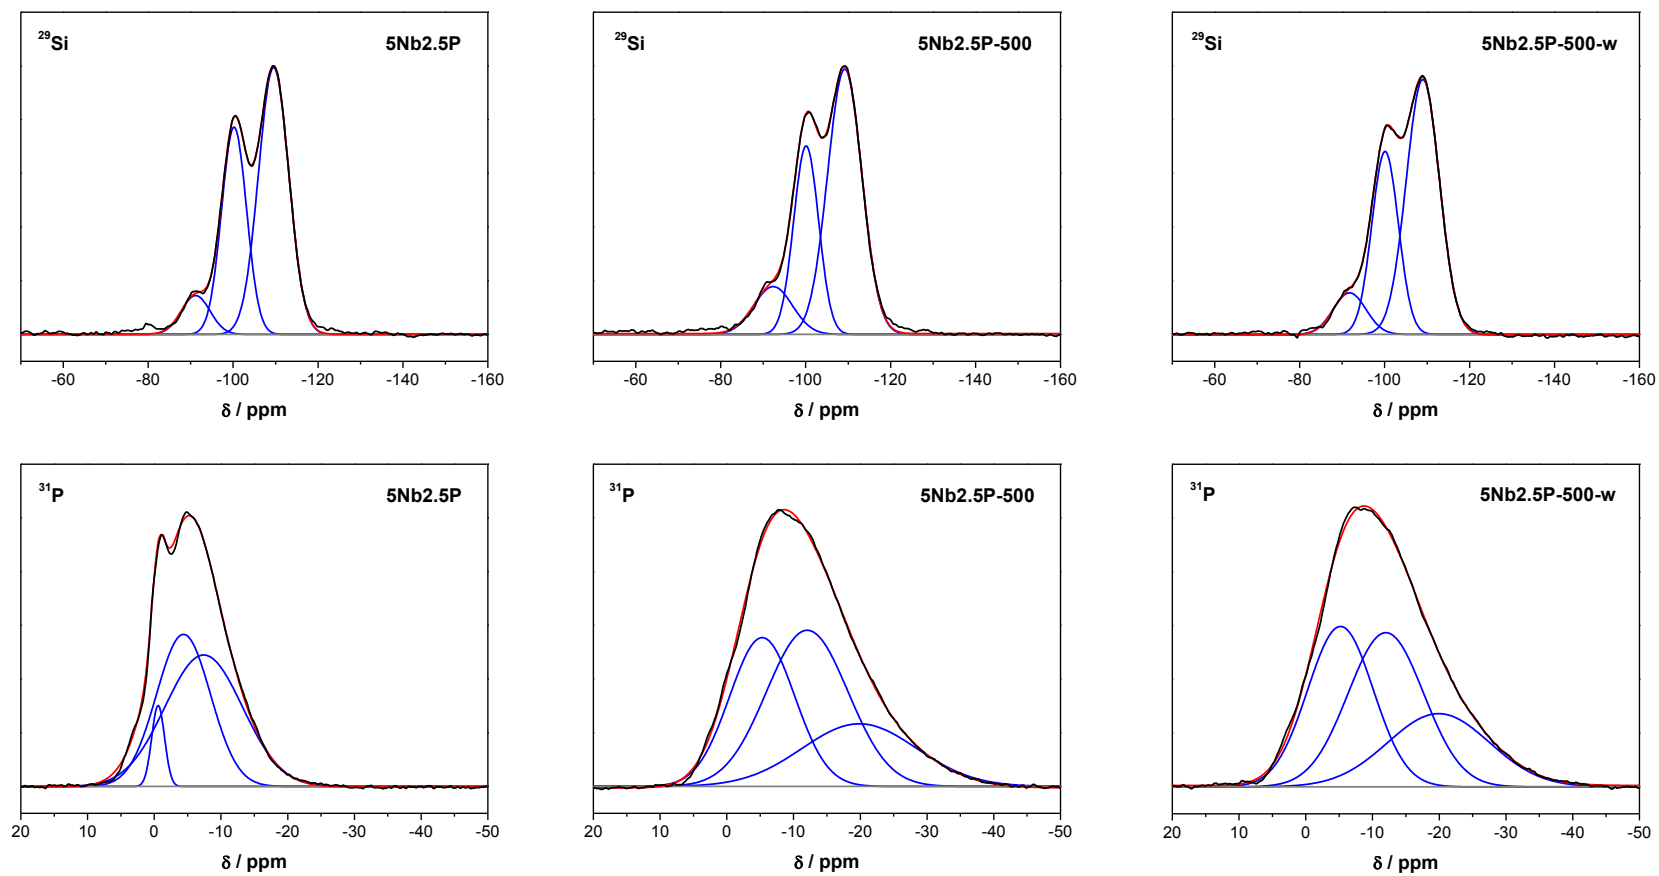 ²⁹Si 5Nb2.5P
-60 -80 -100 -120 -140 -160
δ / ppm
²⁹Si 5Nb2.5P-500
-60 -80 -100 -120 -140 -160
δ / ppm
²⁹Si 5Nb2.5P-500-w
-60 -80 -100 -120 -140 -160
δ / ppm
³¹P 5Nb2.5P
20 10 0 -10 -20 -30 -40 -50
δ / ppm
³¹P 5Nb2.5P-500
20 10 0 -10 -20 -30 -40 -50
δ / ppm
³¹P 5Nb2.5P-500-w
20 10 0 -10 -20 -30 -40 -50
δ / ppm